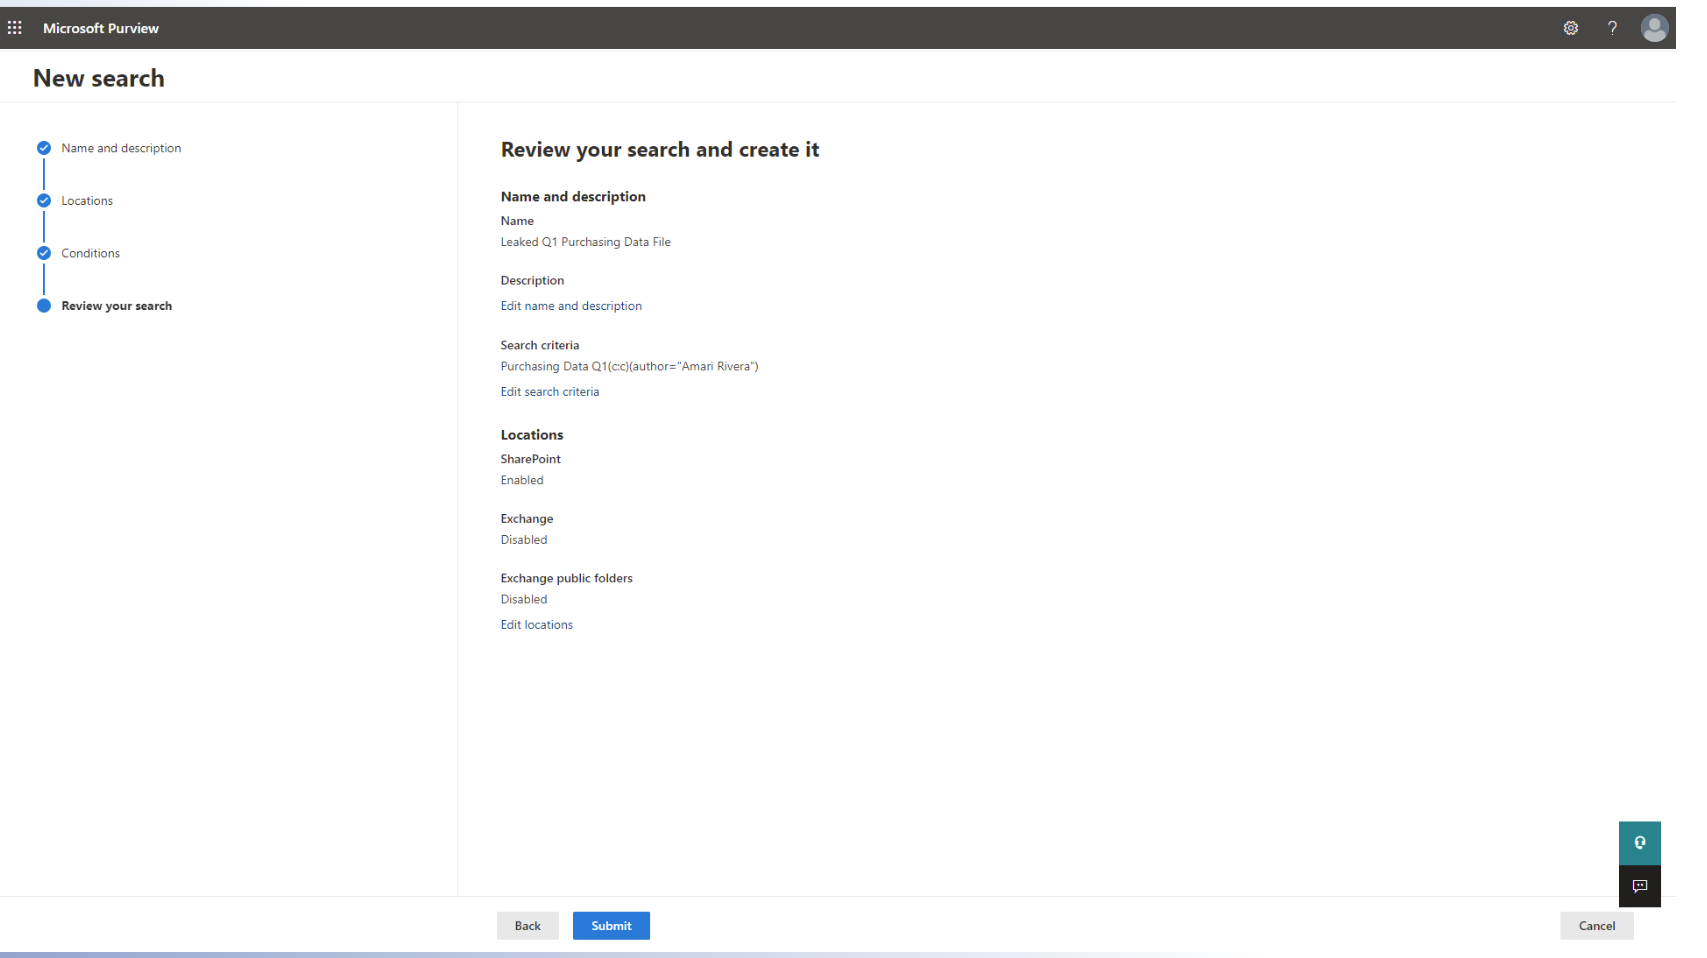 Microsoft Purview
?
New search
Name and description
Locations
Conditions
Review your search
Review your search and create it
Name and description
Name
Leaked Q1 Purchasing Data File
Description
Edit name and description
Search criteria
Purchasing Data Q1(c:c)(author="Amari Rivera")
Edit search criteria
Locations
SharePoint
Enabled
Exchange
Disabled
Exchange public folders
Disabled
Edit locations
Back
Submit
Cancel